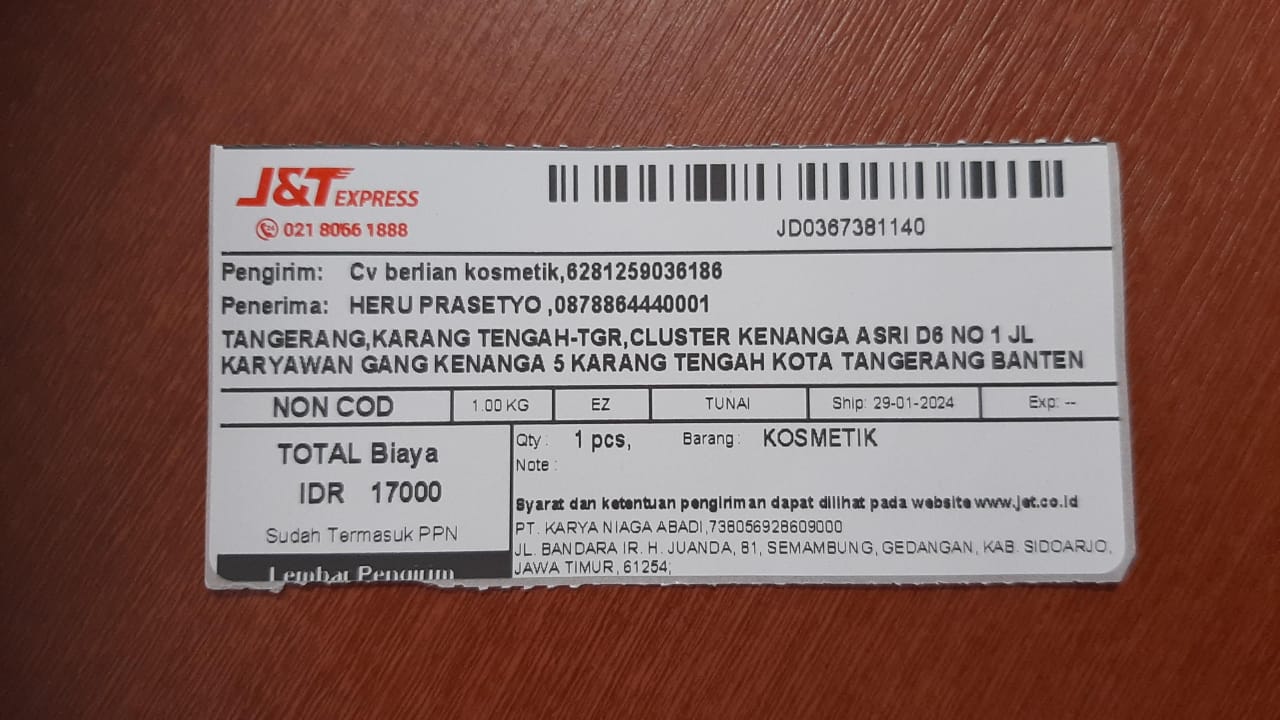 J&T EXPRESS
021 8066 1888
JD0367381140
Pengirim: Cv berlian kosmetik,6281259036186
Penerima: HERU PRASETYO ,0878864440001
TANGERANG,KARANG TENGAH-TGR,CLUSTER KENANGA ASRI D6 NO 1 JL
KARYAWAN GANG KENANGA 5 KARANG TENGAH KOTA TANGERANG BANTEN
NON COD 1.00 KG EZ TUNAI Ship: 29-01-2024 Exp: --
TOTAL Biaya
IDR 17000
Sudah Termasuk PPN
Lembar Pengirim
Qty : 1 pcs, Barang : KOSMETIK
Note :
Syarat dan ketentuan pengiriman dapat dilihat pada website www.jet.co.id
PT. KARYA NIAGA ABADI,738056928609000
JL. BANDARA IR. H. JUANDA, 81, SEMAMBUNG, GEDANGAN, KAB. SIDOARJO,
JAWA TIMUR, 61254;